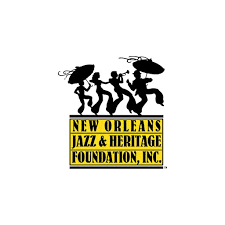 NEW ORLEANS
JAZZ & HERITAGE
FOUNDATION, INC.